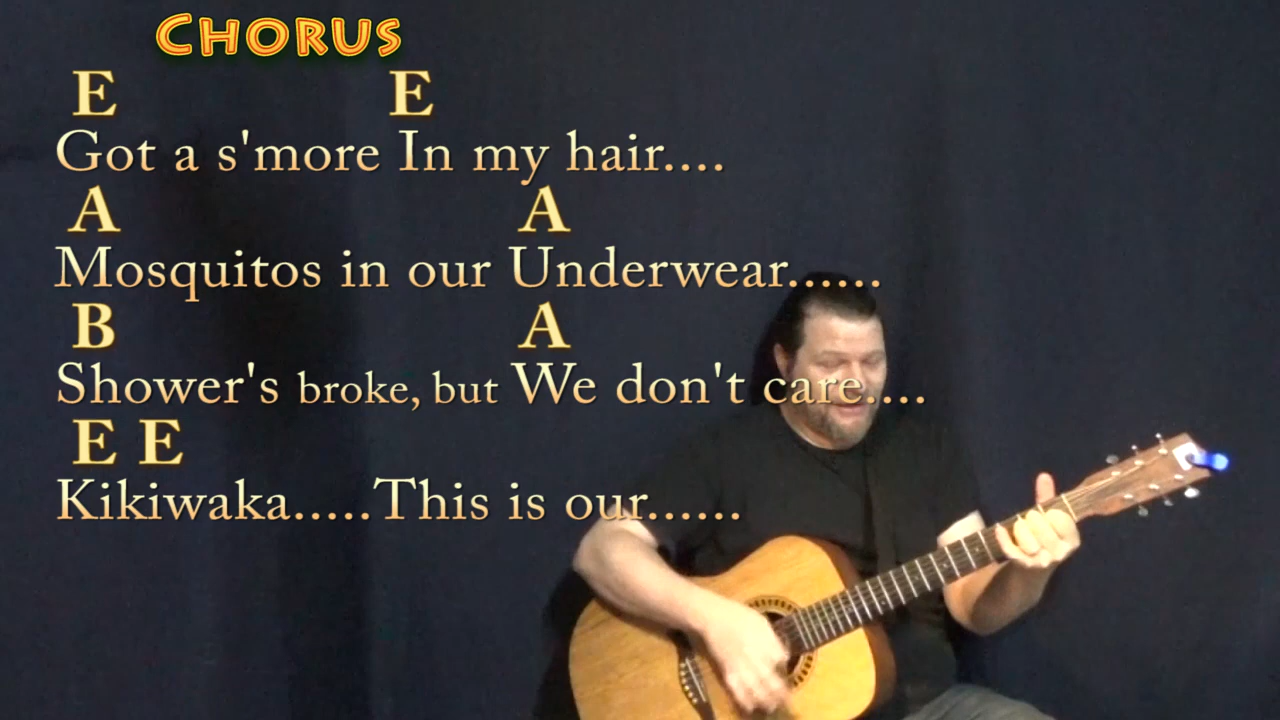 CHORUS
E E
Got a s'more In my hair....
A A
Mosquitos in our Underwear......
B A
Shower's broke, but We don't care....
E E
Kikiwaka.....This is our......